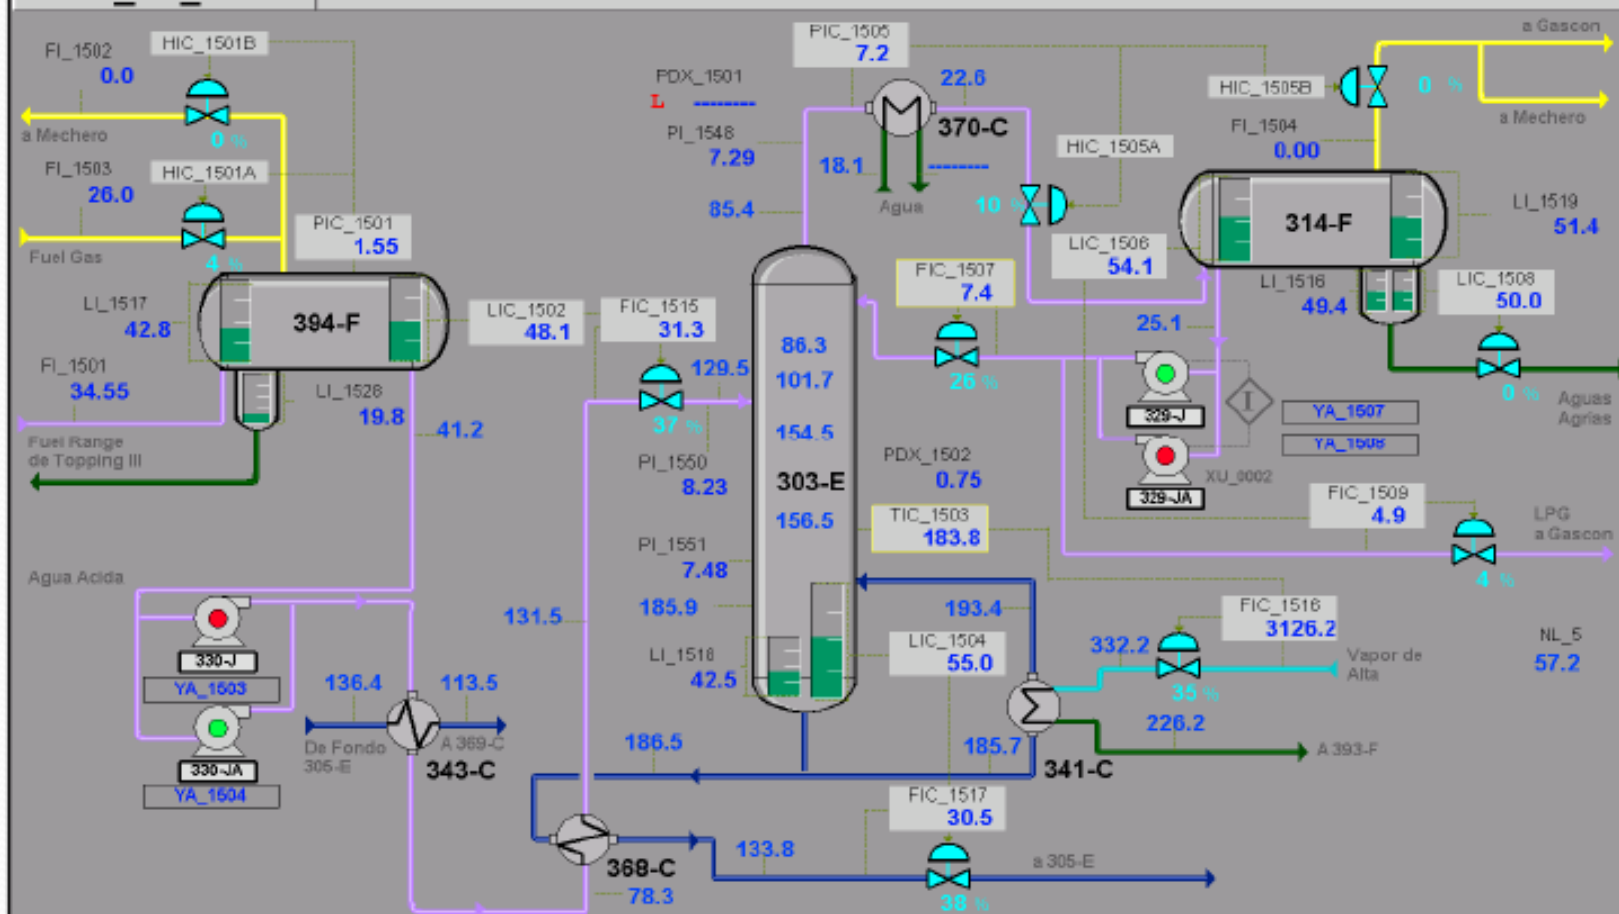 FI_1502
0.0
HIC_1501B
0 %
a Mechero
FI_1503
26.0
HIC_1501A
4 %
Fuel Gas
PIC_1501
1.55
LI_1517
42.8
394-F
LIC_1502
48.1
FI_1501
34.55
LI_1528
19.8
41.2
Fuel Range
de Topping III
Agua Acida
330-J
YA_1503
330-JA
YA_1504
136.4
113.5
De Fondo
305-E
A 369-C
343-C
FIC_1515
31.3
37 %
129.5
PI_1550
8.23
131.5
PI_1551
7.48
185.9
LI_1518
42.5
186.5
368-C
78.3
133.8
PDX_1501
L --------
PI_1548
7.29
85.4
PIC_1505
7.2
22.6
370-C
18.1
--------
Agua
HIC_1505A
10 %
86.3
101.7
154.5
303-E
156.5
FIC_1507
7.4
26 %
PDX_1502
0.75
TIC_1503
183.8
193.4
LIC_1504
55.0
185.7
341-C
FIC_1517
30.5
38 %
a 305-E
332.2
FIC_1516
3126.2
35 %
Vapor de
Alta
226.2
A 393-F
NL_5
57.2
a Gascon
HIC_1505B
0 %
a Mechero
FI_1504
0.00
314-F
LI_1519
51.4
LIC_1506
54.1
LI_1516
49.4
LIC_1508
50.0
0 %
Aguas
Agrias
25.1
329-J
329-JA
I
XU_0002
YA_1507
YA_1508
FIC_1509
4.9
4 %
LPG
a Gascon